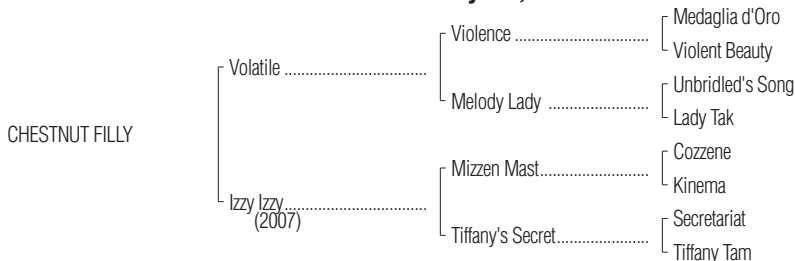 Medaglia d'Oro
Violence
Violent Beauty
Volatile
Unbridled's Song
Melody Lady
Lady Tak
CHESTNUT FILLY
Cozzene
Mizzen Mast
Kinema
Izzy Izzy
(2007)
Secretariat
Tiffany's Secret
Tiffany Tam